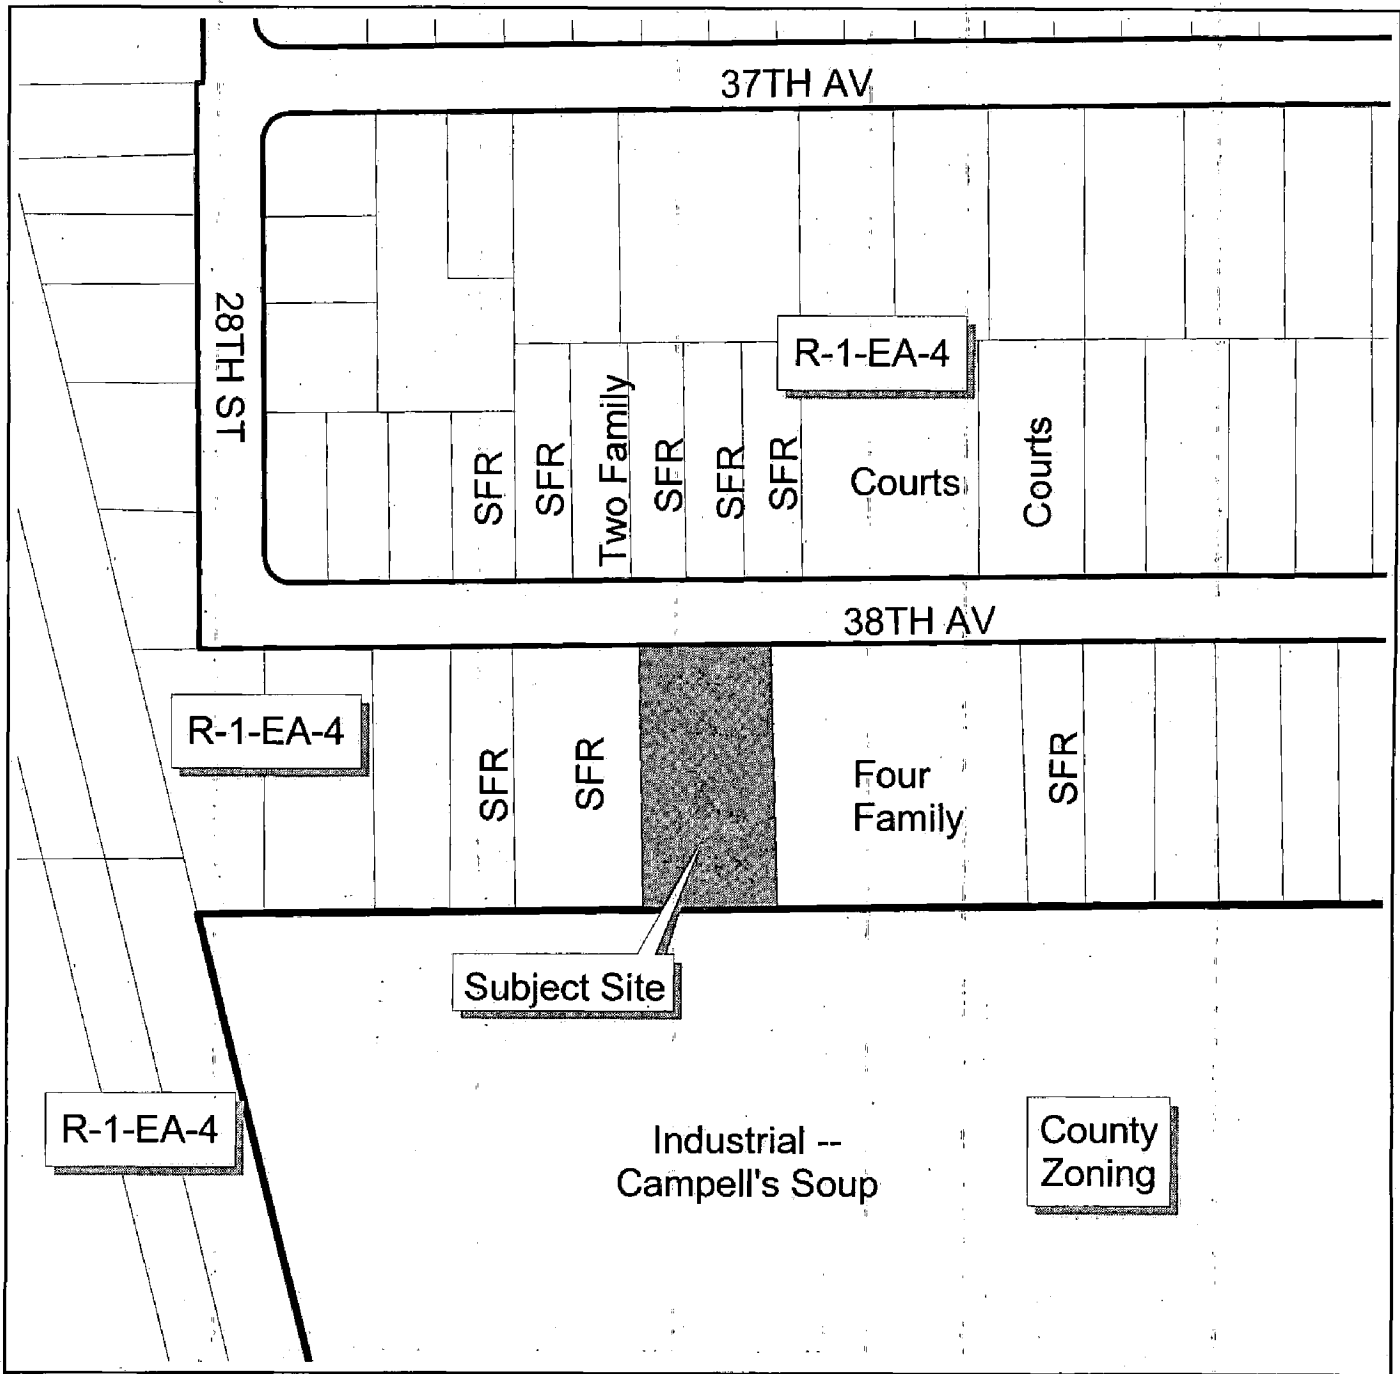 37TH AV
28TH ST
R-1-EA-4
SFR
SFR
Two Family
SFR
SFR
SFR
Courts
Courts
38TH AV
R-1-EA-4
SFR
SFR
Four
Family
SFR
Subject Site
R-1-EA-4
Industrial --
Campell's Soup
County
Zoning